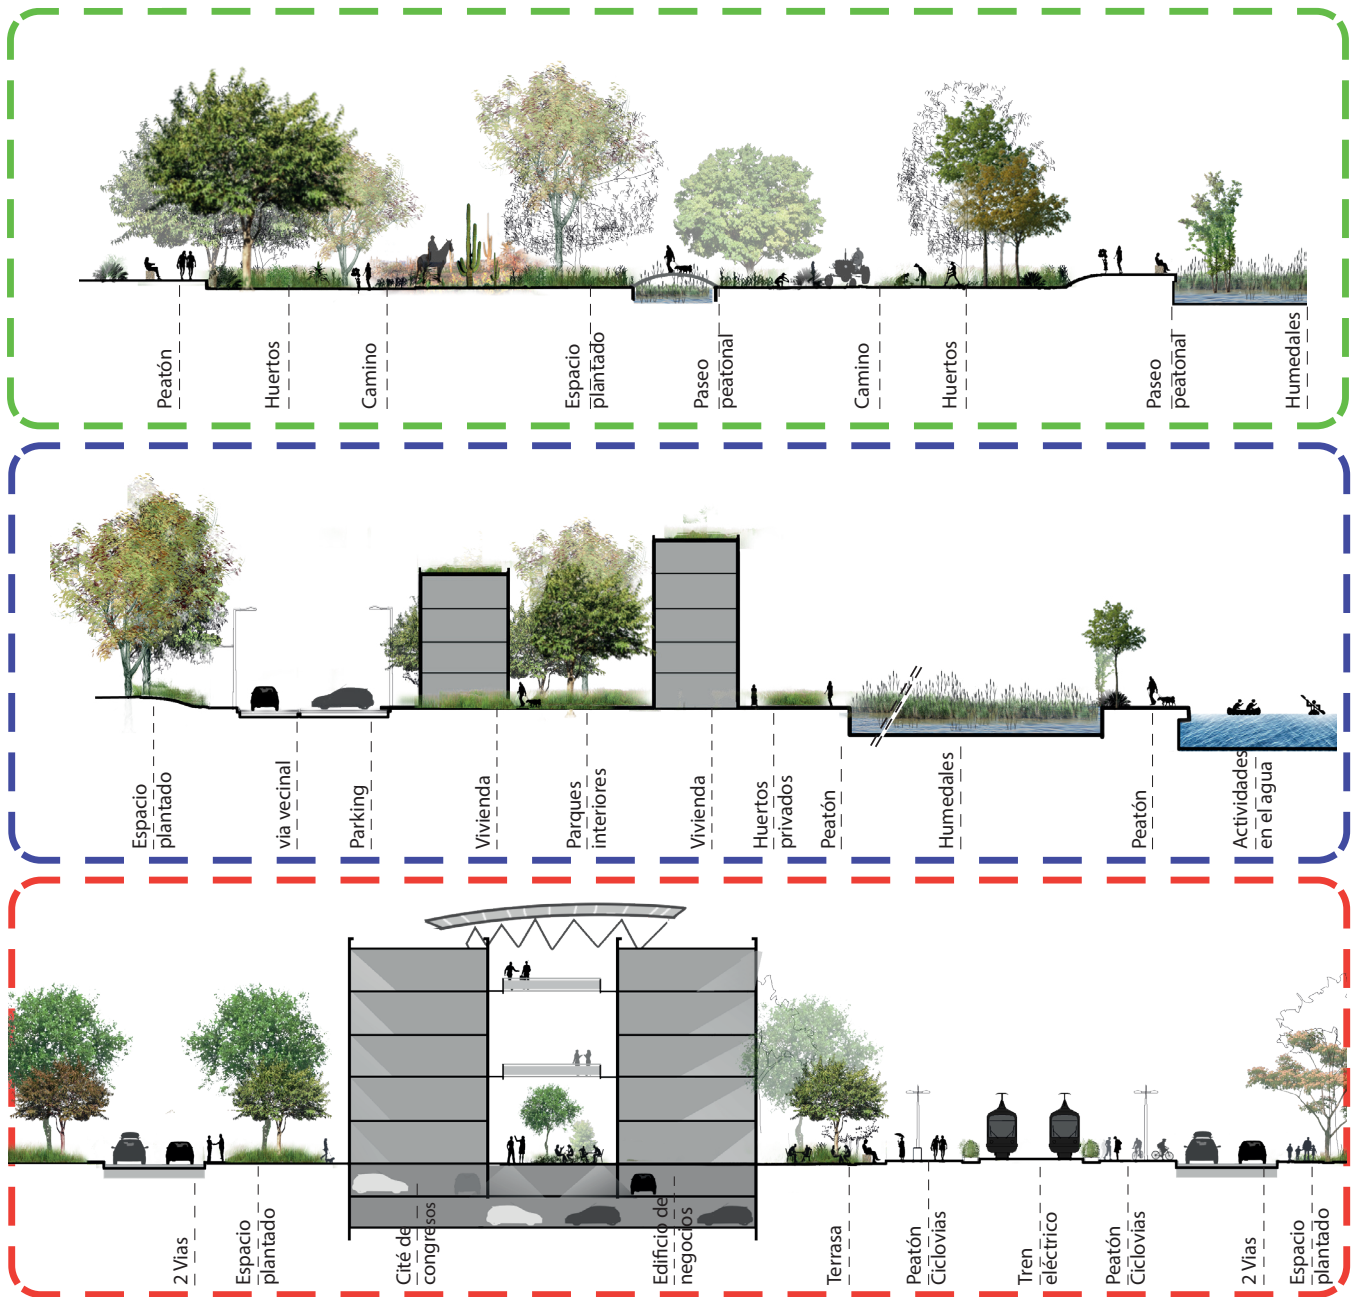 Peatón
Huertos
Camino
Espacio
plantado
Paseo
peatonal
Camino
Huertos
Paseo
peatonal
Humedales
Espacio
plantado
via vecinal
Parking
Vivienda
Parques
interiores
Vivienda
Huertos
privados
Peatón
Humedales
Peatón
Actividades
en el agua
2 Vias
Espacio
plantado
Cité de
congresos
Edificio de
negocios
Terrasa
Peatón
Ciclovias
Tren
eléctrico
Peatón
Ciclovias
2 Vias
Espacio
plantado